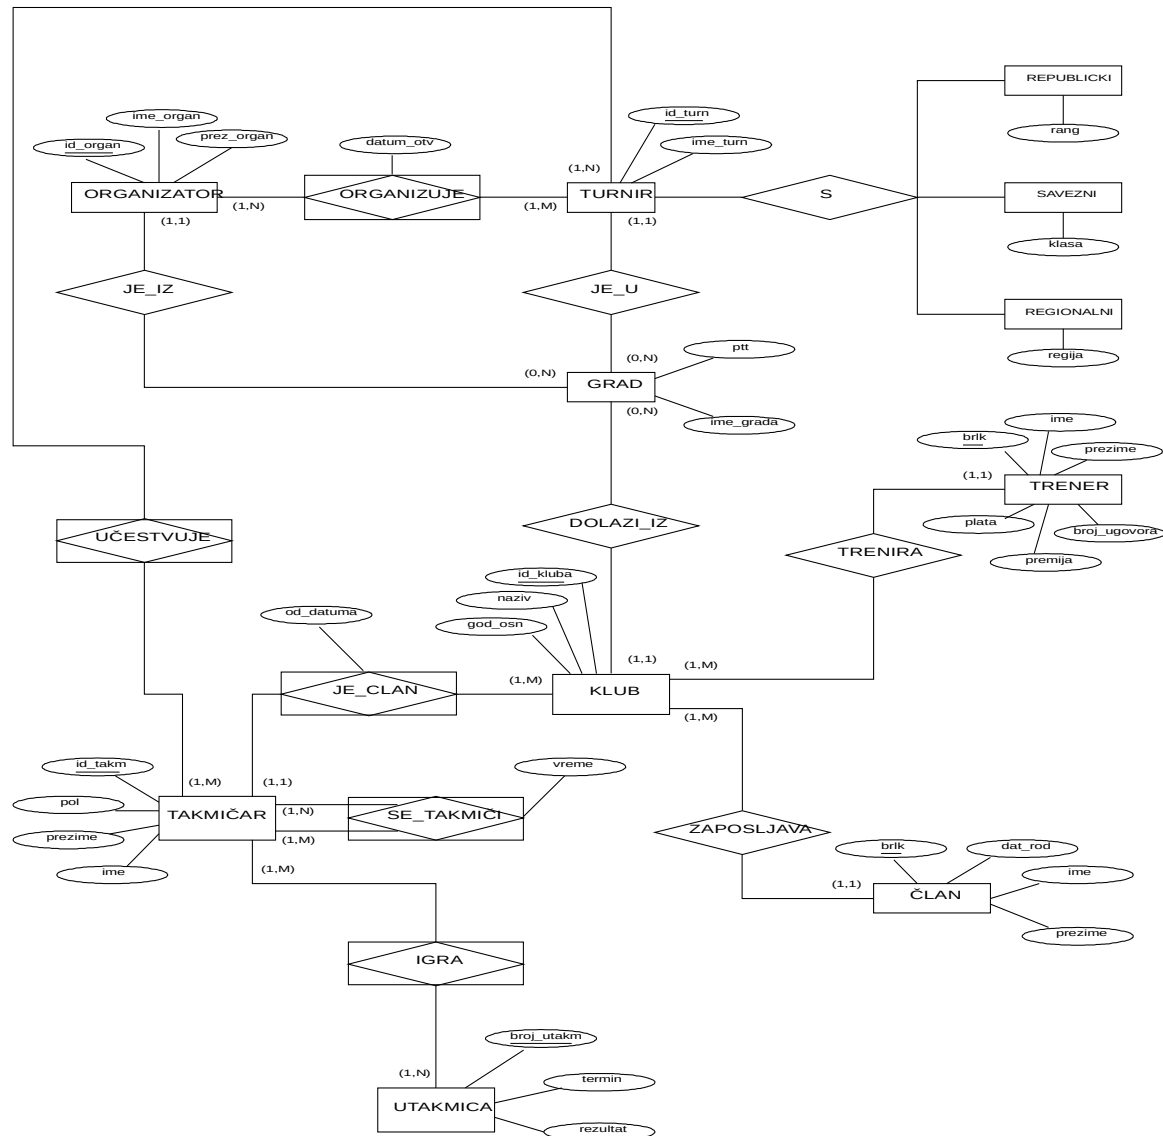 REPUBLICKI
rang
ime_organ
id_turn
prez_organ
id_organ
datum_otv
ime_turn
(1,N)
ORGANIZATOR
(1,N)
ORGANIZUJE
(1,M)
TURNIR
S
SAVEZNI
(1,1)
(1,1)
klasa
JE_IZ
JE_U
REGIONALNI
ptt
(0,N)
regija
(0,N)
GRAD
(0,N)
ime_grada
ime
brlk
prezime
(1,1)
TRENER
plata
broj_ugovora
premija
UČESTVUJE
DOLAZI_IZ
TRENIRA
id_kluba
naziv
od_datuma
god_osn
(1,1)
(1,M)
JE_CLAN
(1,M)
KLUB
(1,M)
id_takm
vreme
(1,M)
(1,1)
pol
TAKMIČAR
(1,N)
SE_TAKMIČI
prezime
(1,M)
ZAPOSLJAVA
ime
(1,M)
brlk
dat_rod
ime
(1,1)
ČLAN
prezime
IGRA
broj_utakm
(1,N)
termin
UTAKMICA
rezultat